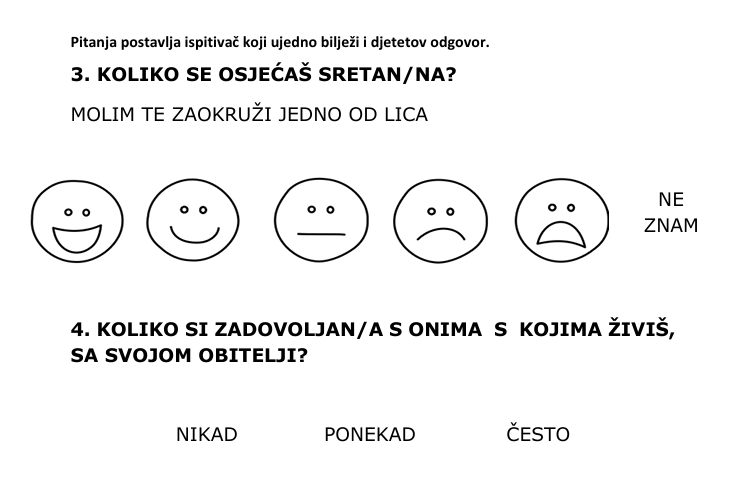 Pitanja postavlja ispitivač koji ujedno bilježi i djetetov odgovor.
3. KOLIKO SE OSJEĆAŠ SRETAN/NA?
MOLIM TE ZAOKRUŽI JEDNO OD LICA
NE
ZNAM
4. KOLIKO SI ZADOVOLJAN/A S ONIMA S KOJIMA ŽIVIŠ,
SA SVOJOM OBITELJI?
NIKAD PONEKAD ČESTO